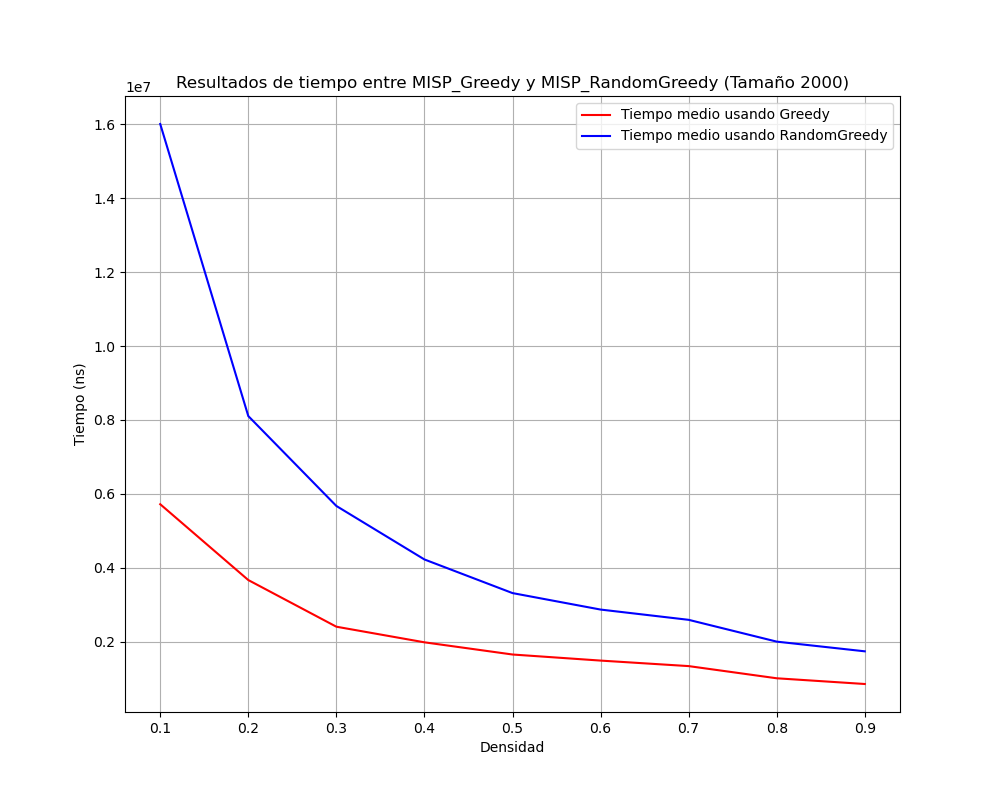 Resultados de tiempo entre MISP_Greedy y MISP_RandomGreedy (Tamaño 2000)
1e7
Tiempo medio usando Greedy
Tiempo medio usando RandomGreedy
1.6
1.4
1.2
1.0
0.8
0.6
0.4
0.2
Tiempo (ns)
0.1 0.2 0.3 0.4 0.5 0.6 0.7 0.8 0.9
Densidad